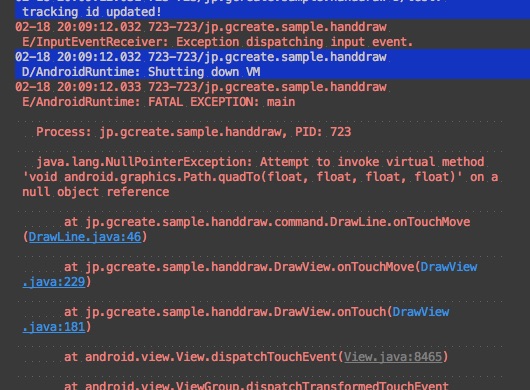 tracking id updated!
02-18 20:09:12.032 723-723/jp.gcreate.sample.handdraw
E/InputEventReceiver: Exception dispatching input event.
02-18 20:09:12.032 723-723/jp.gcreate.sample.handdraw
D/AndroidRuntime: Shutting down VM
02-18 20:09:12.033 723-723/jp.gcreate.sample.handdraw
E/AndroidRuntime: FATAL EXCEPTION: main
Process: jp.gcreate.sample.handdraw, PID: 723
java.lang.NullPointerException: Attempt to invoke virtual method
'void android.graphics.Path.quadTo(float, float, float, float)' on a
null object reference
at jp.gcreate.sample.handdraw.command.DrawLine.onTouchMove
(DrawLine.java:46)
at jp.gcreate.sample.handdraw.DrawView.onTouchMove(DrawView
.java:229)
at jp.gcreate.sample.handdraw.DrawView.onTouch(DrawView
.java:181)
at android.view.View.dispatchTouchEvent(View.java:8465)
at android.view.ViewGroup.dispatchTransformedTouchEvent